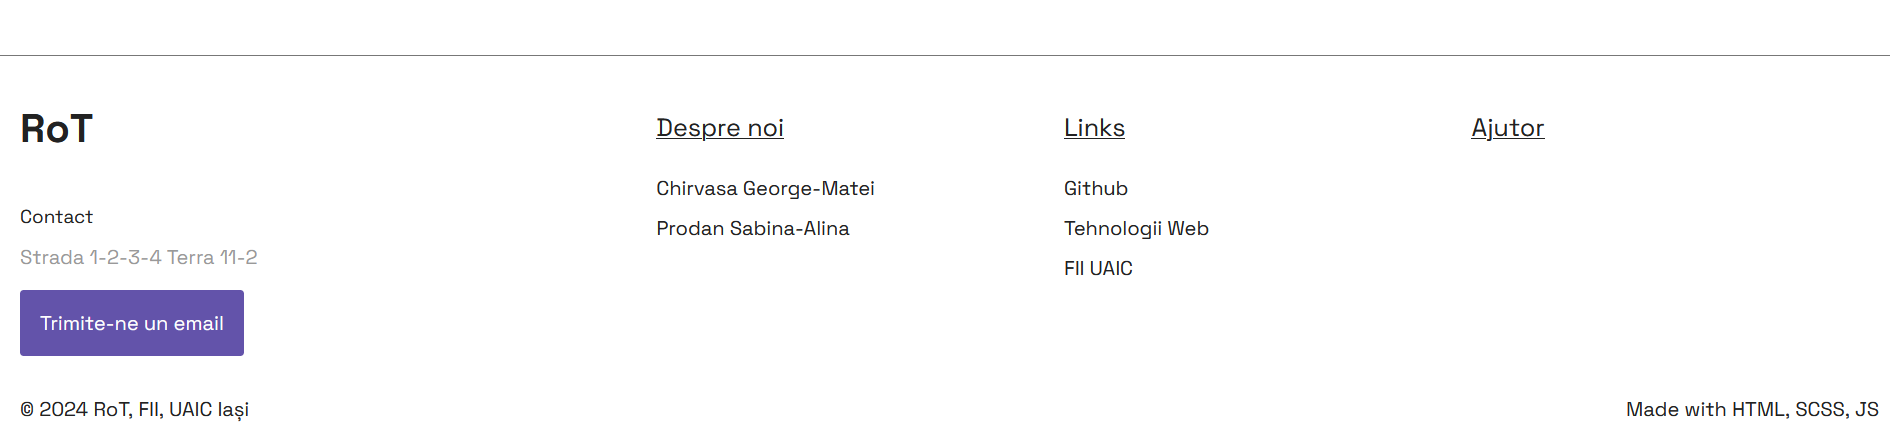 RoT
Contact
Strada 1-2-3-4 Terra 11-2
Trimite-ne un email
Despre noi
Chirvasa George-Matei
Prodan Sabina-Alina
Links
Github
Tehnologii Web
FII UAIC
Ajutor
© 2024 RoT, FII, UAIC Iași
Made with HTML, SCSS, JS